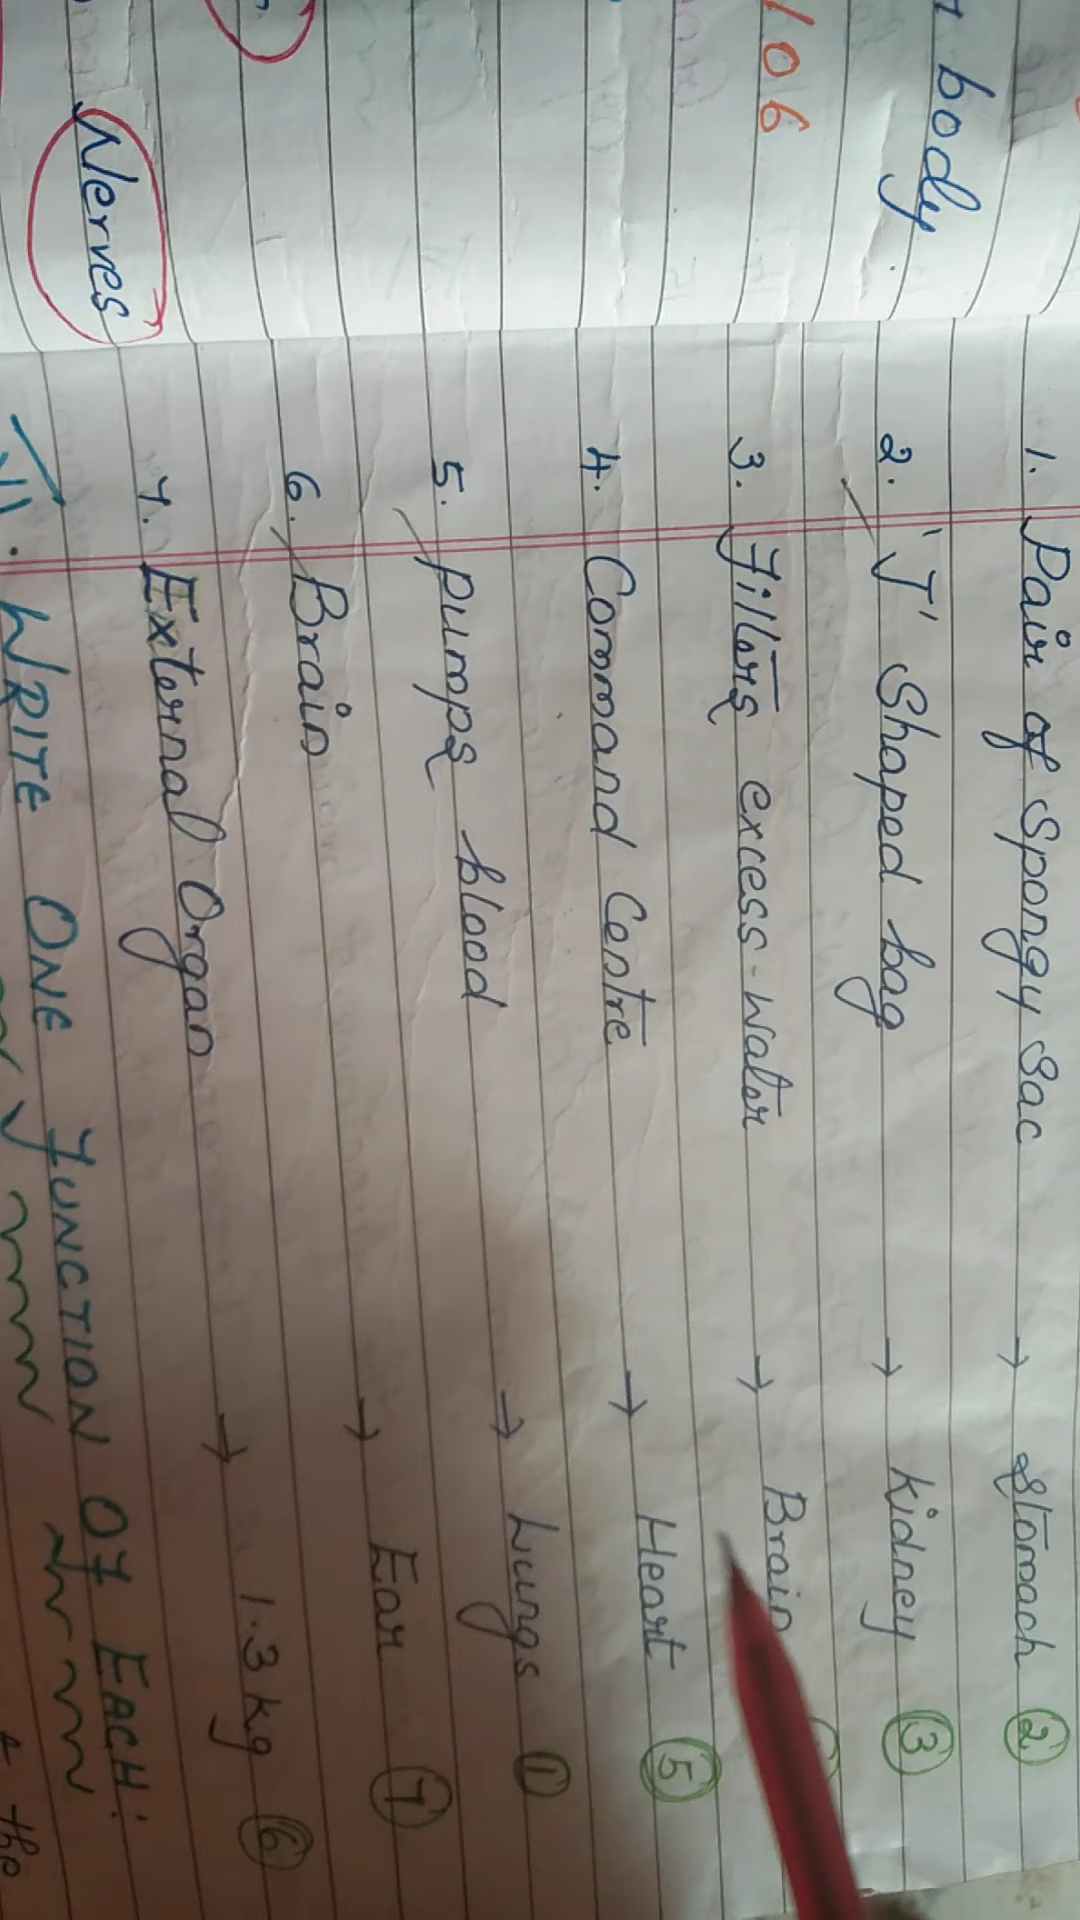 body.
106
Nerves
1. Pair of Spongy Sac → Stomach ②
2. 'J' Shaped bag → Kidney ③
3. Filters excess water → Brain
4. Command Centre → Heart ⑤
5. pumps blood → Lungs ①
6. Brain → Ear ⑦
7. External Organ → 1.3 kg ⑥
II. WRITE ONE FUNCTION OF EACH:
the